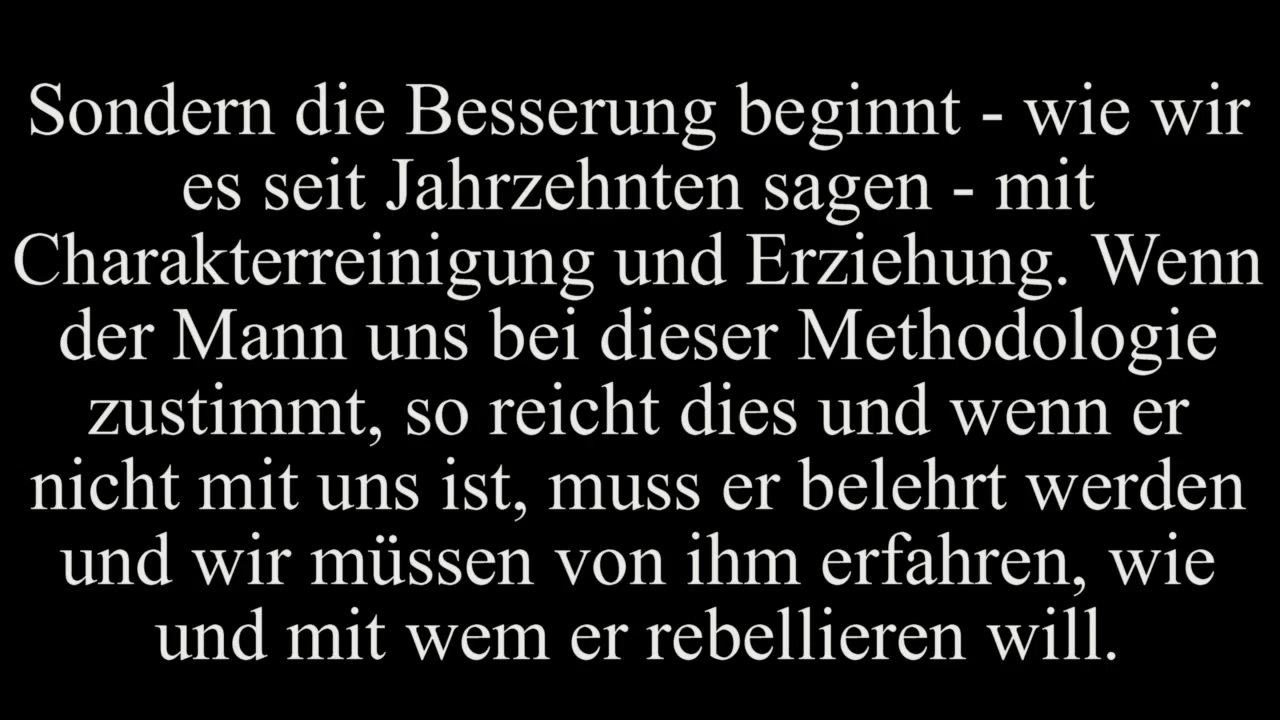 Sondern die Besserung beginnt - wie wir
es seit Jahrzehnten sagen - mit
Charakterreinigung und Erziehung. Wenn
der Mann uns bei dieser Methodologie
zustimmt, so reicht dies und wenn er
nicht mit uns ist, muss er belehrt werden
und wir müssen von ihm erfahren, wie
und mit wem er rebellieren will.